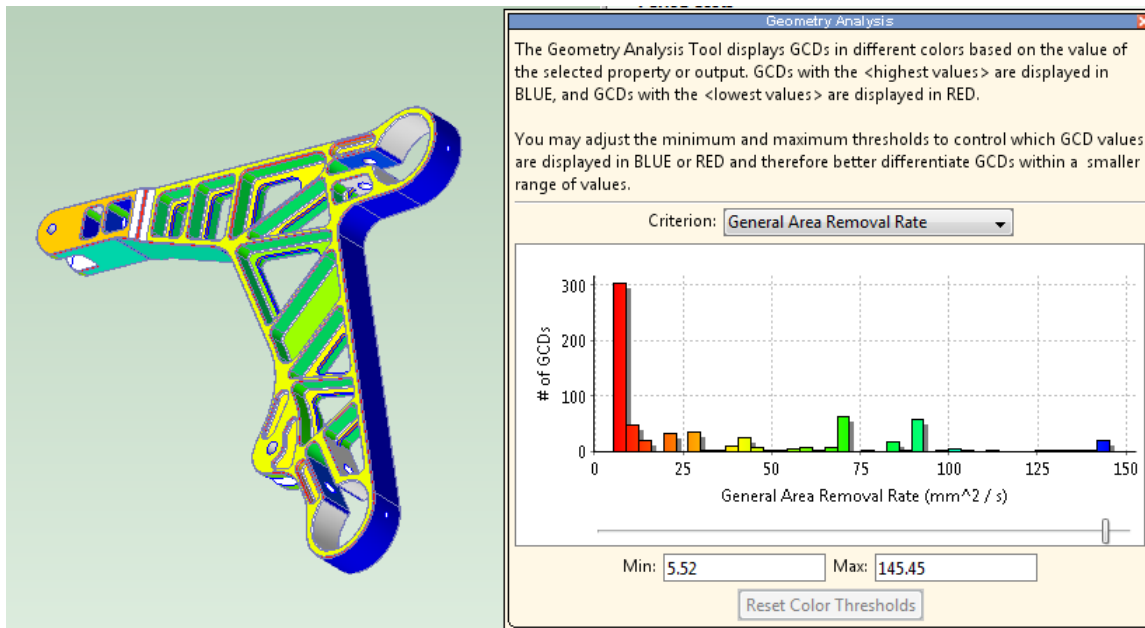 Geometry Analysis
The Geometry Analysis Tool displays GCDs in different colors based on the value of
the selected property or output. GCDs with the <highest values> are displayed in
BLUE, and GCDs with the <lowest values> are displayed in RED.
You may adjust the minimum and maximum thresholds to control which GCD values
are displayed in BLUE or RED and therefore better differentiate GCDs within a smaller
range of values.
Criterion: General Area Removal Rate
300
200
100
0
# of GCDs
0 25 50 75 100 125 150
General Area Removal Rate (mm^2 / s)
Min: 5.52 Max: 145.45
Reset Color Thresholds